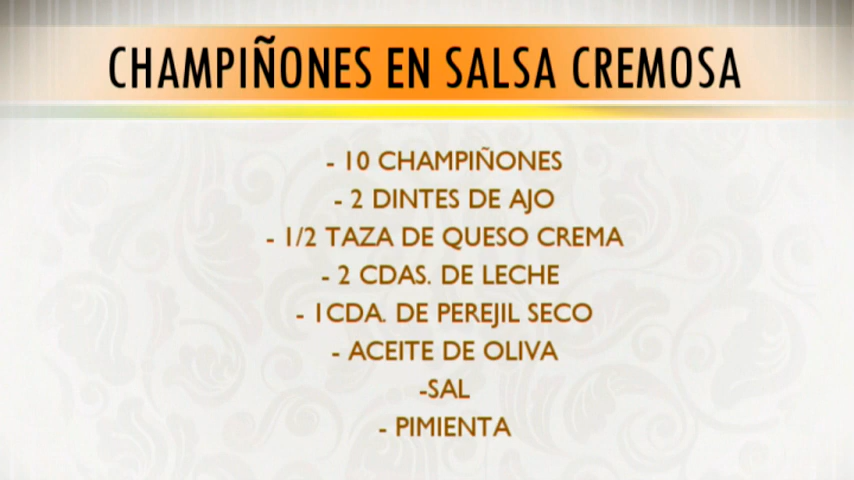 CHAMPIÑONES EN SALSA CREMOSA
- 10 CHAMPIÑONES
- 2 DINTES DE AJO
- 1/2 TAZA DE QUESO CREMA
- 2 CDAS. DE LECHE
- 1CDA. DE PEREJIL SECO
- ACEITE DE OLIVA
-SAL
- PIMIENTA